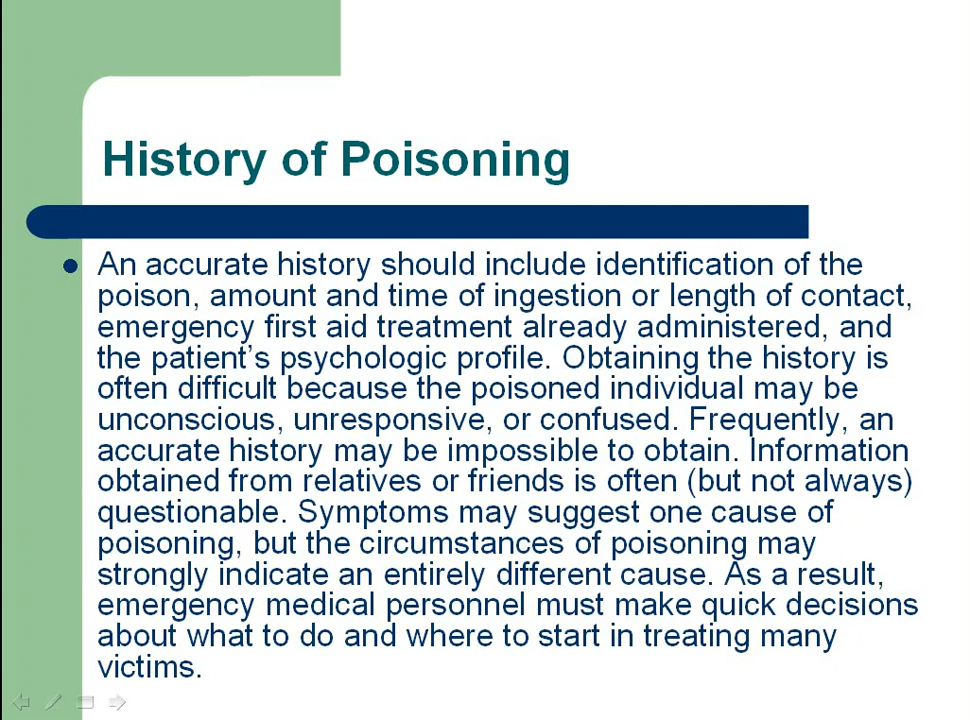 History of Poisoning
An accurate history should include identification of the
poison, amount and time of ingestion or length of contact,
emergency first aid treatment already administered, and
the patient's psychologic profile. Obtaining the history is
often difficult because the poisoned individual may be
unconscious, unresponsive, or confused. Frequently, an
accurate history may be impossible to obtain. Information
obtained from relatives or friends is often (but not always)
questionable. Symptoms may suggest one cause of
poisoning, but the circumstances of poisoning may
strongly indicate an entirely different cause. As a result,
emergency medical personnel must make quick decisions
about what to do and where to start in treating many
victims.